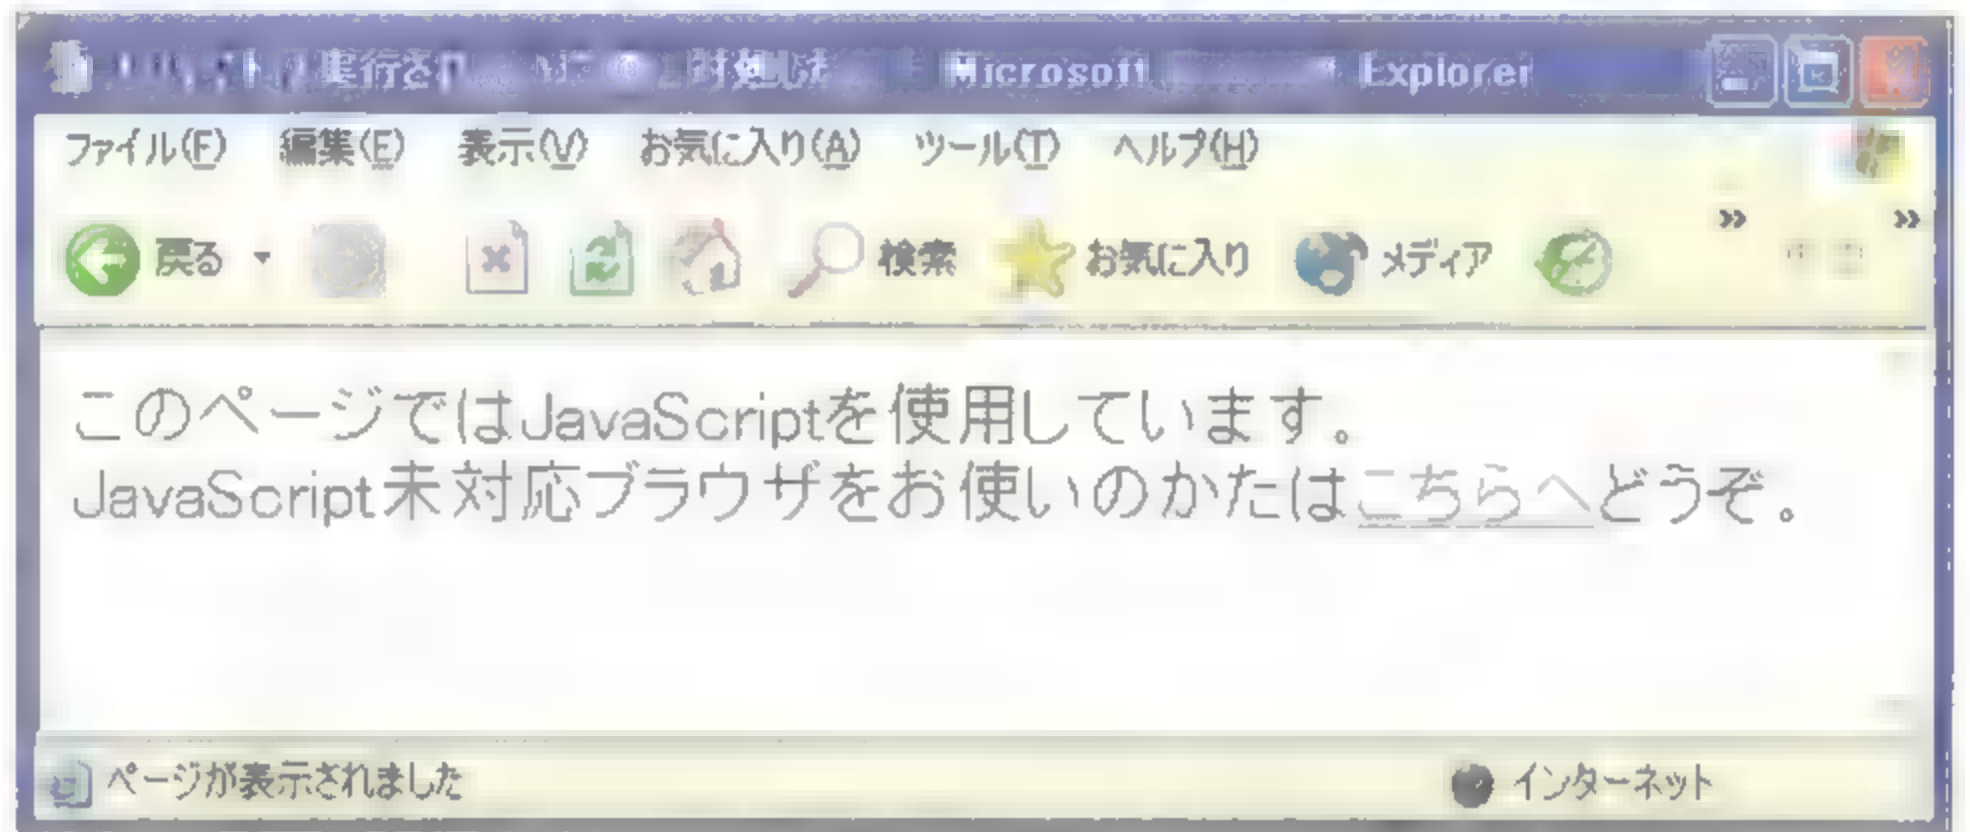 実行さ Microsoft Explorer
ファイル(F) 編集(E) 表示(V) お気に入り(A) ツール(T) ヘルプ(H)
戻る 検索 お気に入り メディア » »
このページではJavaScriptを使用しています。
JavaScript未対応ブラウザをお使いのかたはこちらへどうぞ。
ページが表示されました インターネット